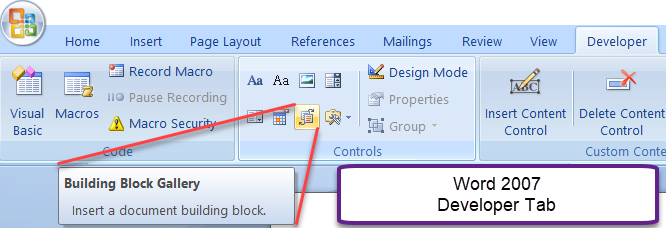 Home Insert Page Layout References Mailings Review View Developer
Record Macro
Pause Recording
Macro Security
Visual Basic
Macros
Code
Aa Aa
Design Mode
Properties
Group
Controls
ABC
Insert Content
Control
Delete Content
Control
Custom Conte
Building Block Gallery
Insert a document building block.
Word 2007
Developer Tab